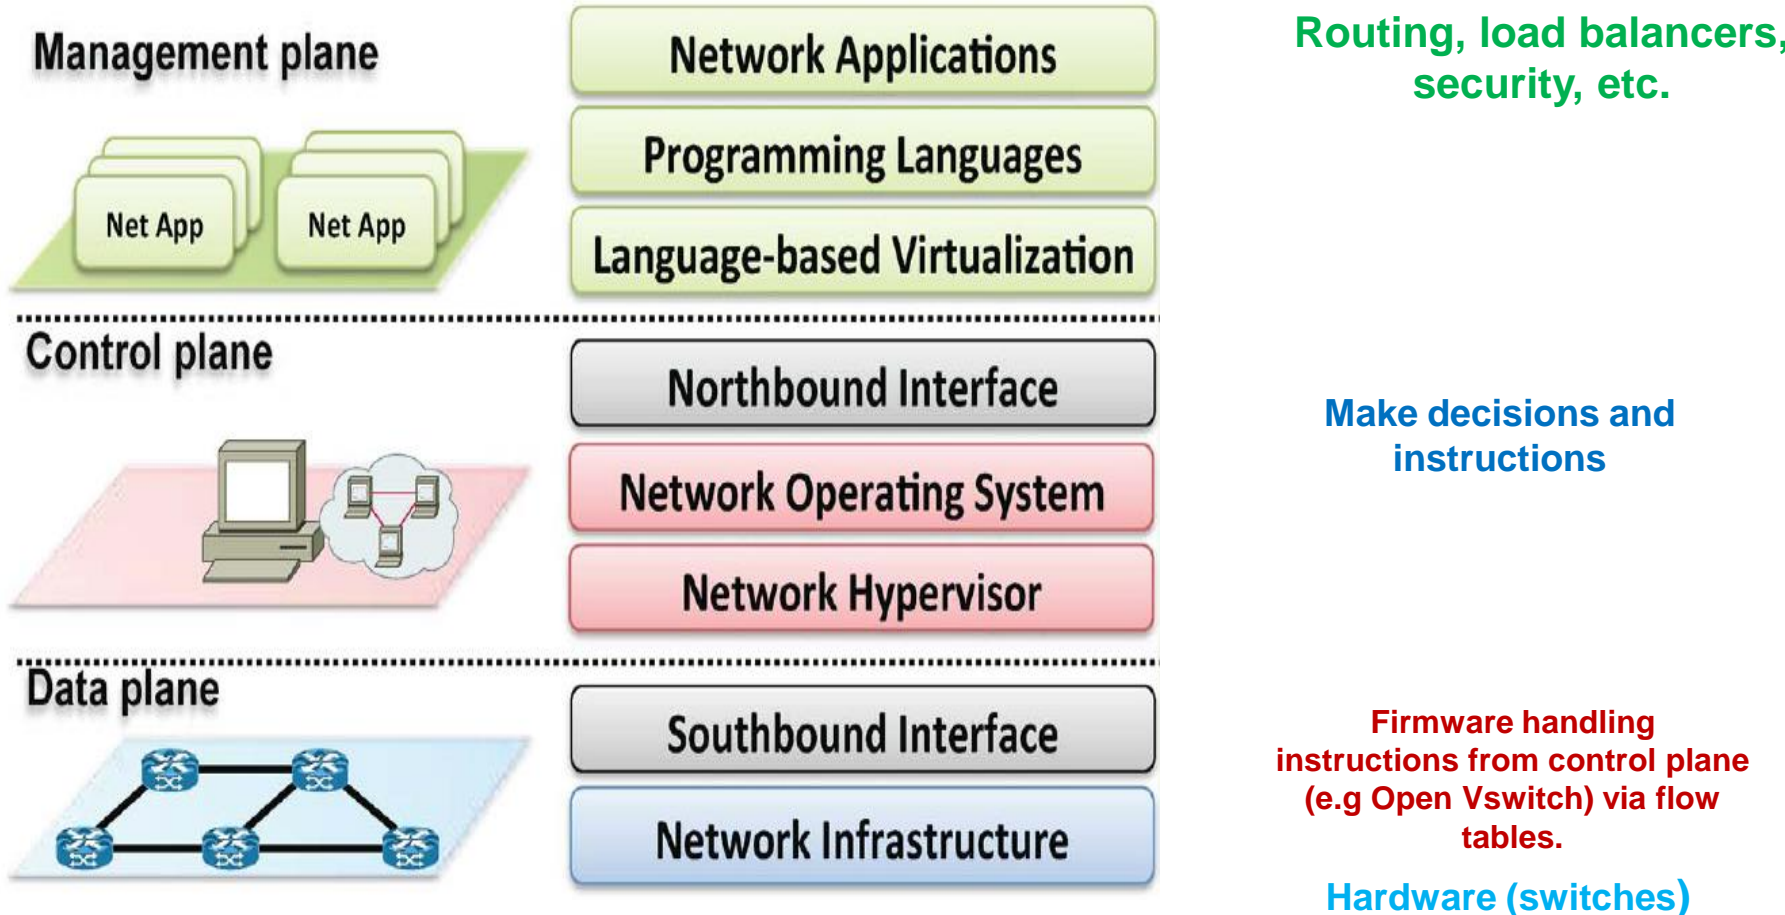 Management plane
Net App
Net App
Network Applications
Programming Languages
Language-based Virtualization
Routing, load balancers,
security, etc.
Control plane
Northbound Interface
Network Operating System
Network Hypervisor
Make decisions and
instructions
Data plane
Southbound Interface
Network Infrastructure
Firmware handling
instructions from control plane
(e.g Open Vswitch) via flow
tables.
Hardware (switches)